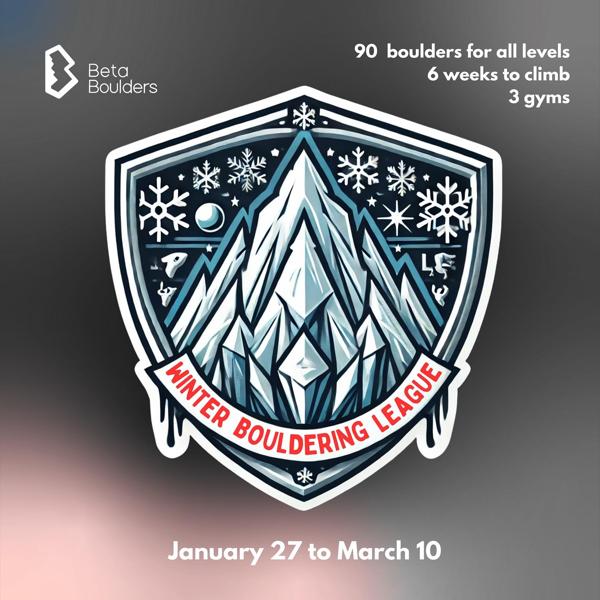 Beta
Boulders
90 boulders for all levels
6 weeks to climb
3 gyms
WINTER BOULDERING LEAGUE
January 27 to March 10